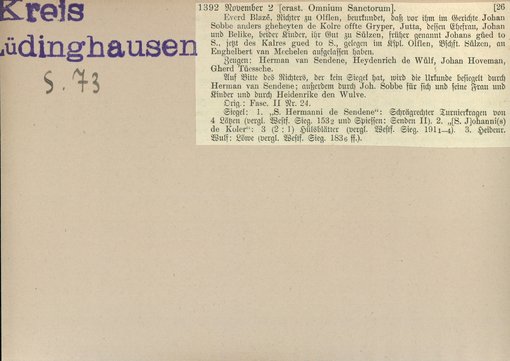 Kreis
Lüdinghausen
S. 73
1392 November 2 [crast. Omnium Sanctorum]. [26
Everd Blazé, Richter zu Olfen, beurkundet, daß vor ihm im Gerichte Johan
Sobbe anders gheheyten de Kolre offte Gryper, Jutta, dessen Ehefrau, Johan
und Belike, beider Kinder, ihr Gut zu Sülzen, früher genannt Johans gued to
S., jetzt des Kalres gued to S., gelegen im Kspl. Olfen, Bschft. Sülzen, an
Enghelbert van Mechelen aufgelassen haben.
Zeugen: Herman van Sendene, Heydenrich de Wülf, Johan Hoveman,
Gherd Tüessche.
Auf Bitte des Richters, der kein Siegel hat, wird die Urkunde besiegelt durch
Herman van Sendene; außerdem durch Joh. Sobbe für sich und seine Frau und
Kinder und durch Heidenrike den Wulve.
Orig.: Fasc. II Nr. 24.
Siegel: 1. „S. Hermanni de Sendene“: Schrägrechter Turnierkragen von
4 Lätzen (vergl. Westf. Sieg. 153₂ und Spiessen: Senden II). 2. „(S. J)ohanni(s)
de Koler“: 3 (2 : 1) Hülsblätter (vergl. Westf. Sieg. 191₁₋₄). 3. Heidenr.
Wulf: Löwe (vergl. Westf. Sieg. 183₆ ff.).